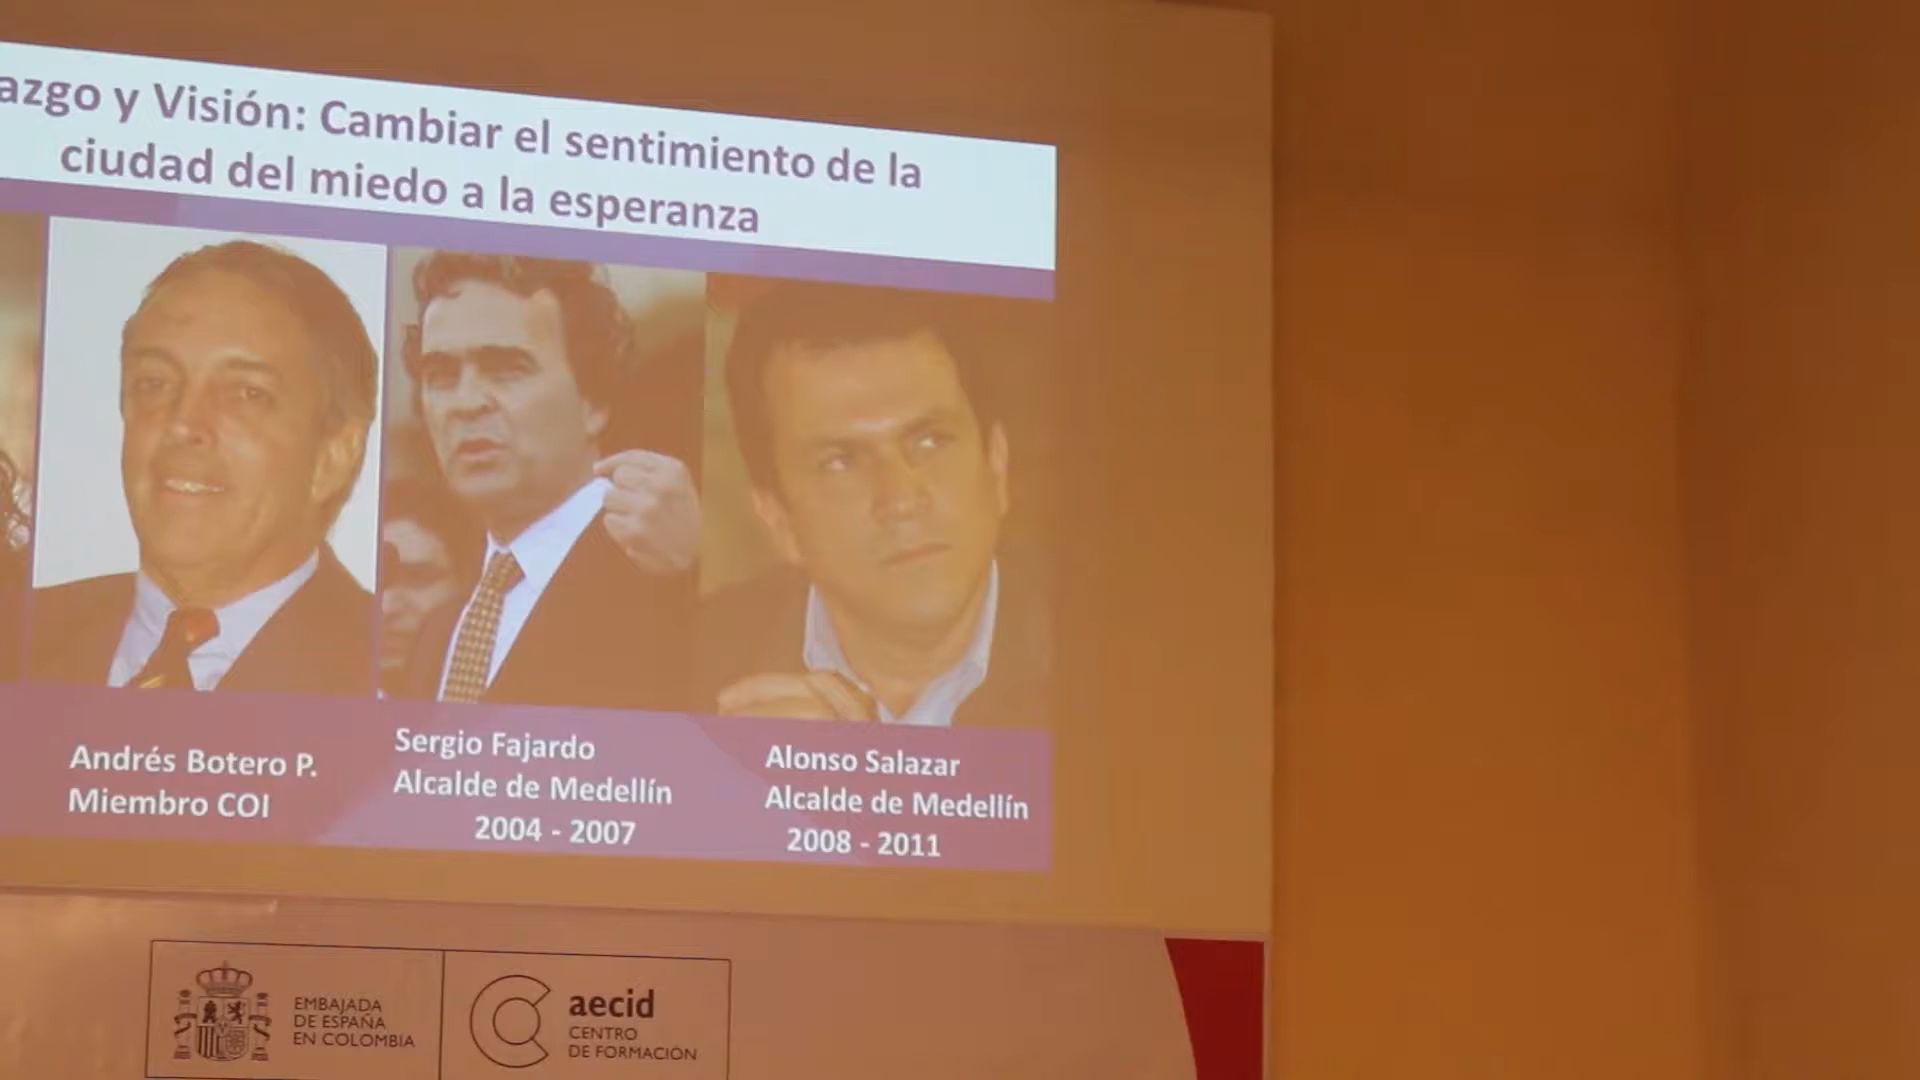 azgo y Visión: Cambiar el sentimiento de la
ciudad del miedo a la esperanza
Andrés Botero P.
Miembro COI
Sergio Fajardo
Alcalde de Medellín
2004 - 2007
Alonso Salazar
Alcalde de Medellín
2008 - 2011
EMBAJADA
DE ESPAÑA
EN COLOMBIA
aecid
CENTRO
DE FORMACIÓN